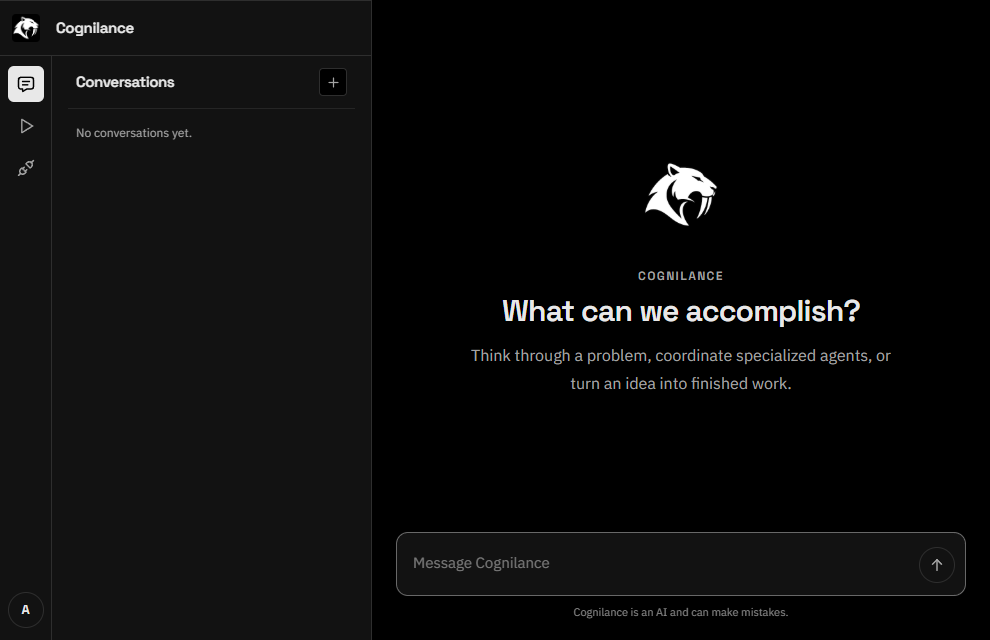 Cognilance
Conversations
No conversations yet.
COGNILANCE
What can we accomplish?
Think through a problem, coordinate specialized agents, or
turn an idea into finished work.
Message Cognilance
Cognilance is an AI and can make mistakes.
A